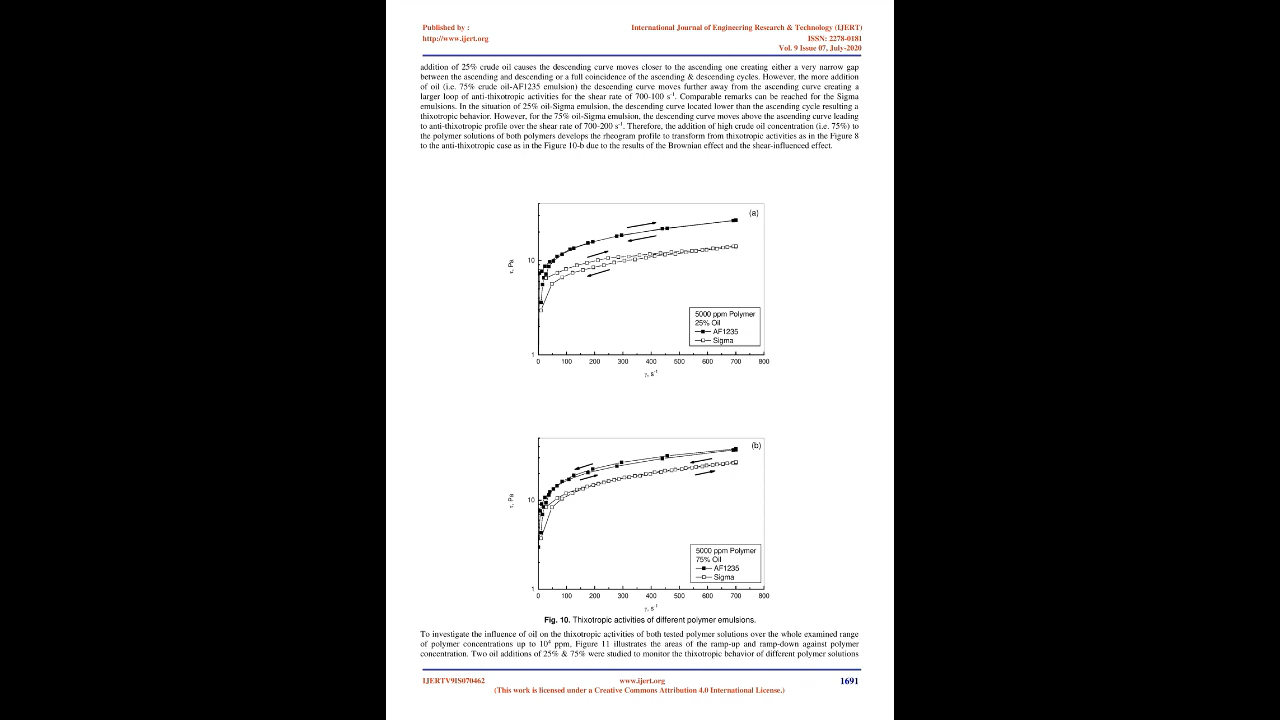 Published by :
International Journal of Engineering Research & Technology (IJERT)
http://www.ijert.org
ISSN: 2278-0181
Vol. 9 Issue 07, July-2020
addition of 25% crude oil causes the descending curve moves closer to the ascending one creating either a very narrow gap
between the ascending and descending or a full coincidence of the ascending & descending cycles. However, the more addition
of oil (i.e. 75% crude oil-AF1235 emulsion) the descending curve moves further away from the ascending curve creating a
larger loop of anti-thixotropic activities for the shear rate of 700-100 s-1. Comparable remarks can be reached for the Sigma
emulsions. In the situation of 25% oil-Sigma emulsion, the descending curve located lower than the ascending cycle resulting a
thixotropic behavior. However, for the 75% oil-Sigma emulsion, the descending curve moves above the ascending curve leading
to anti-thixotropic profile over the shear rate of 700-200 s-1. Therefore, the addition of high crude oil concentration (i.e. 75%) to
the polymer solutions of both polymers develops the rheogram profile to transform from thixotropic activities as in the Figure 8
to the anti-thixotropic case as in the Figure 10-b due to the results of the Brownian effect and the shear-influenced effect.
(a)
10
τ, Pa
5000 ppm Polymer
25% Oil
AF1235
Sigma
1
0 100 200 300 400 500 600 700 800
γ, s-1
(b)
10
τ, Pa
5000 ppm Polymer
75% Oil
AF1235
Sigma
1
0 100 200 300 400 500 600 700 800
γ, s-1
Fig. 10. Thixotropic activities of different polymer emulsions.
To investigate the influence of oil on the thixotropic activities of both tested polymer solutions over the whole examined range
of polymer concentrations up to 104 ppm, Figure 11 illustrates the areas of the ramp-up and ramp-down against polymer
concentration. Two oil additions of 25% & 75% were studied to monitor the thixotropic behavior of different polymer solutions
IJERTV9IS070462
www.ijert.org
1691
(This work is licensed under a Creative Commons Attribution 4.0 International License.)